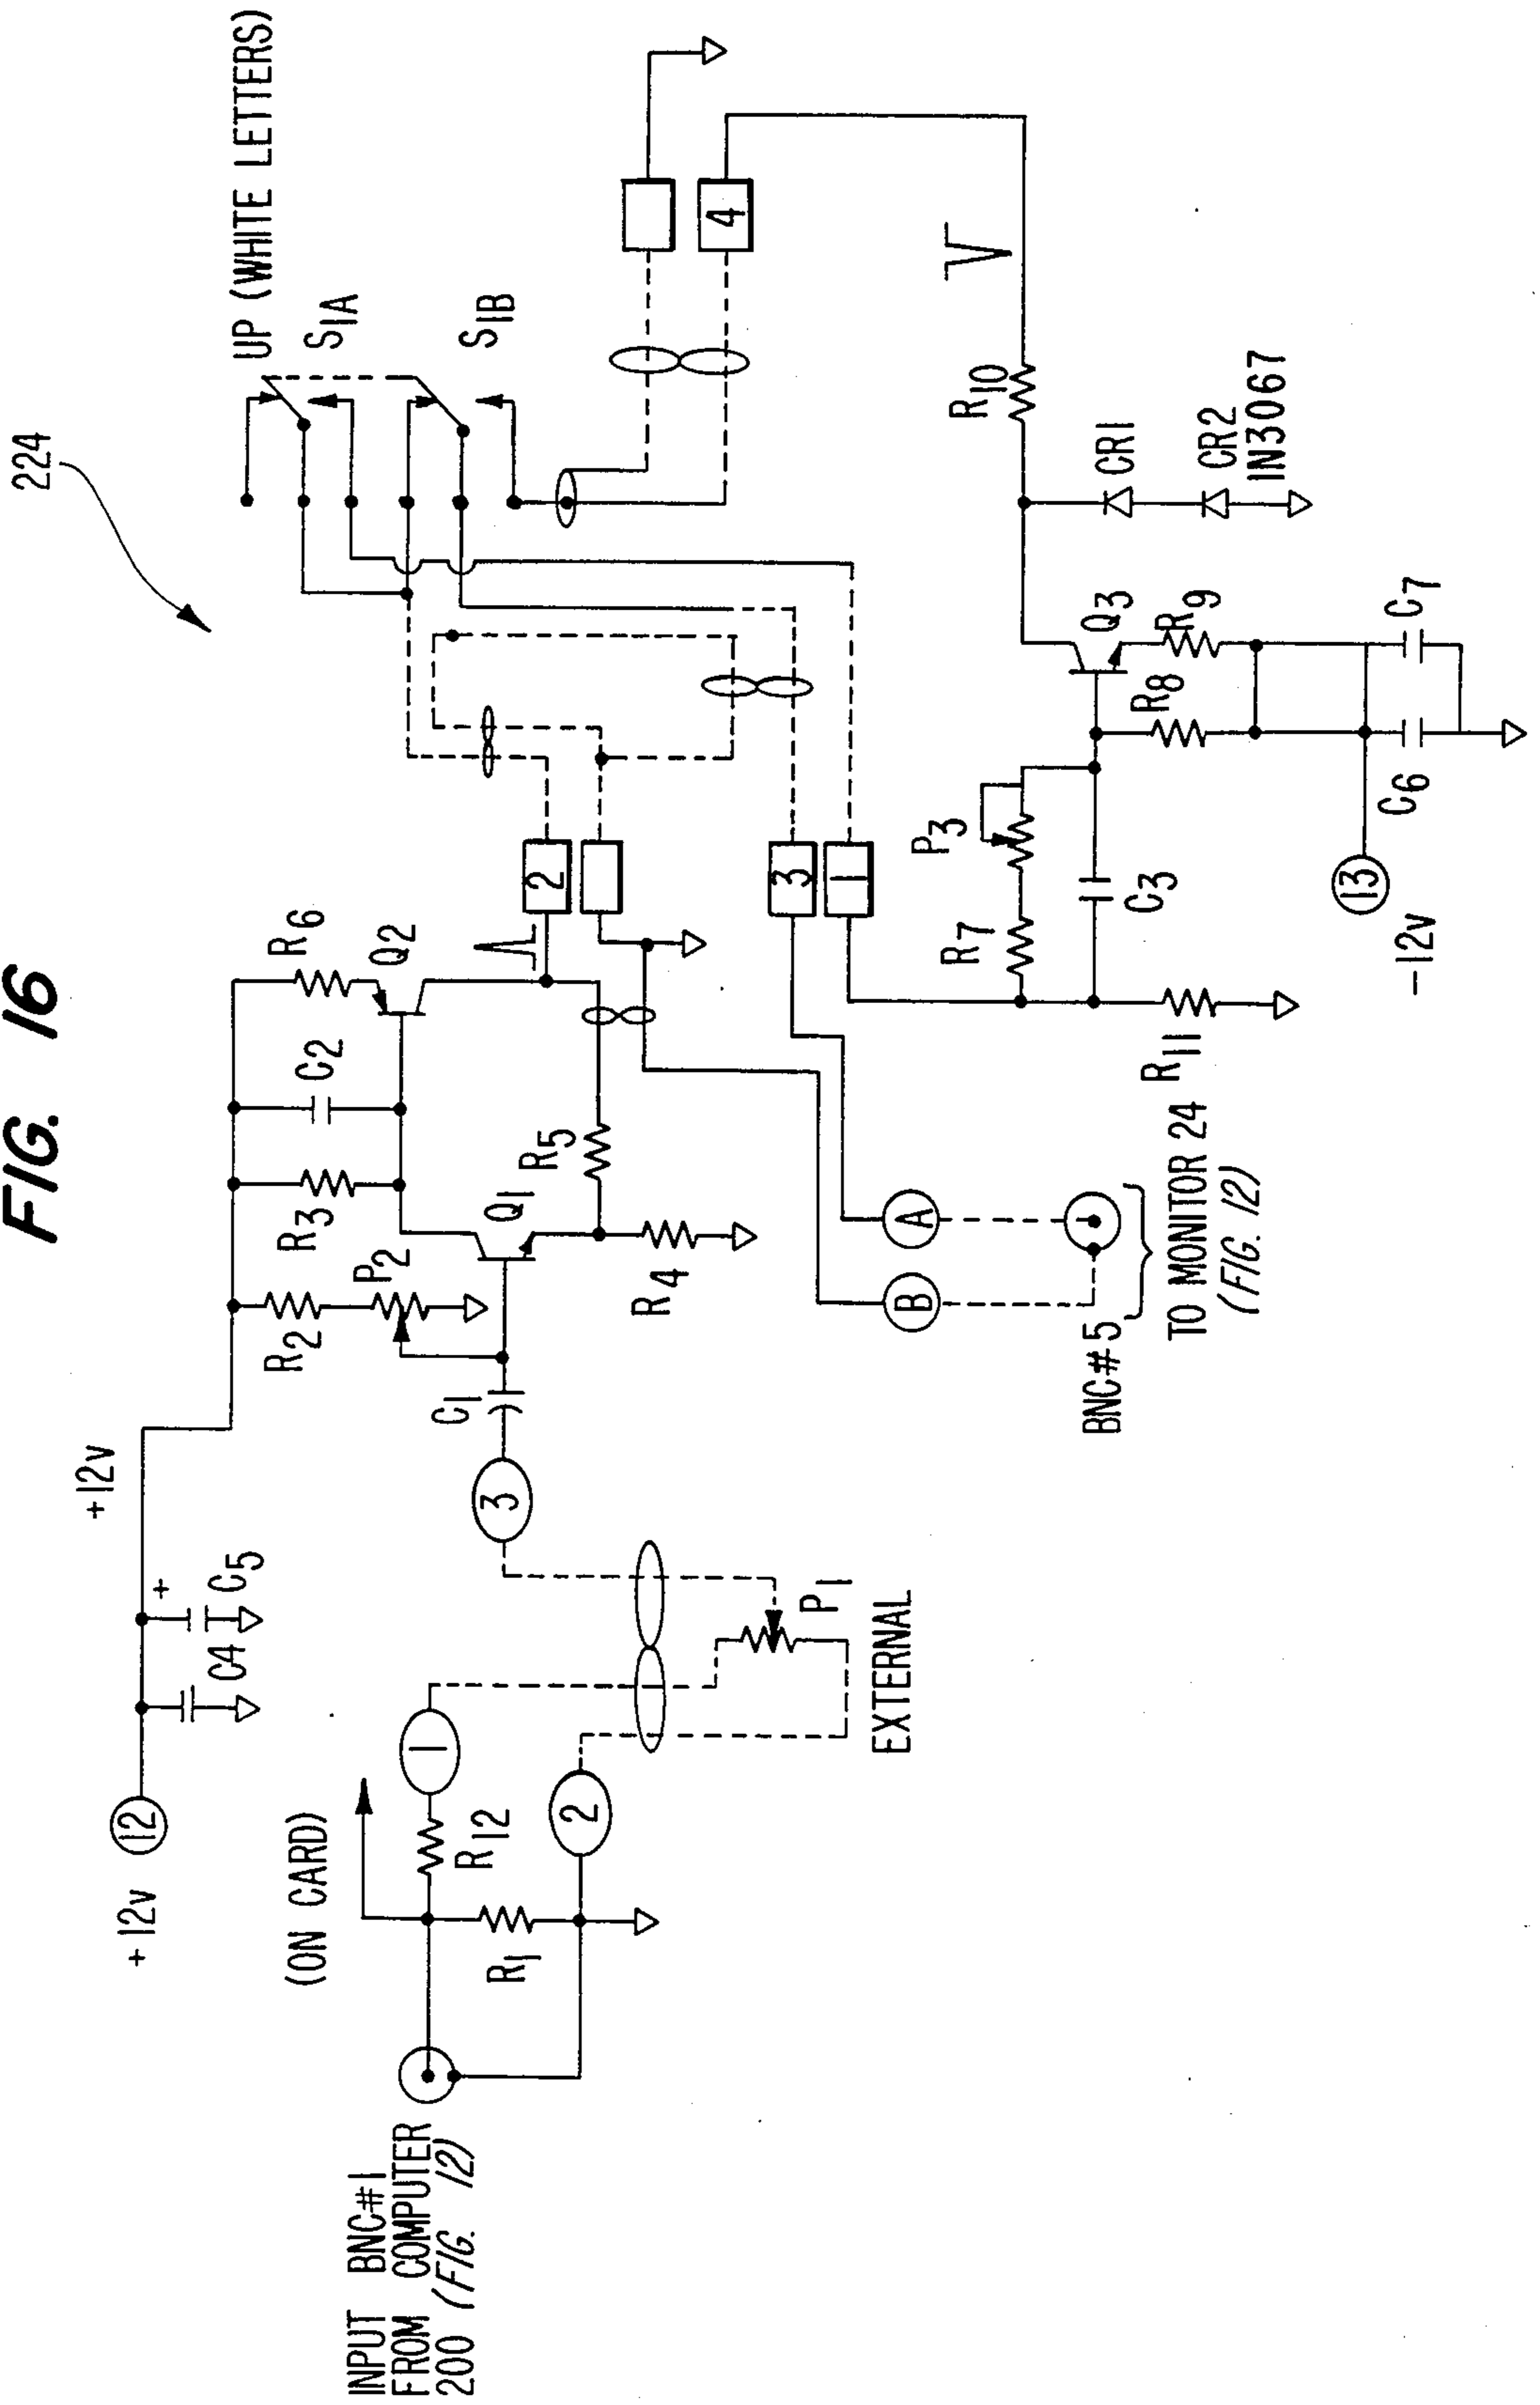 FIG. 16
224
+12v
12
+12v
C4
+
C5
(ON CARD)
INPUT BNC#1
FROM COMPUTER
200 (FIG. 12)
R1
R12
1
2
3
P1
EXTERNAL
C1
R2
P2
R3
C2
R6
Q1
Q2
R4
R5
2
3
1
UP (WHITE LETTERS)
S1A
S1B
4
B
A
BNC#5
TO MONITOR 24
(FIG. 12)
R11
R7
P3
C3
R8
Q3
R9
R10
CR1
CR2
1N3067
13
-12v
C6
C7